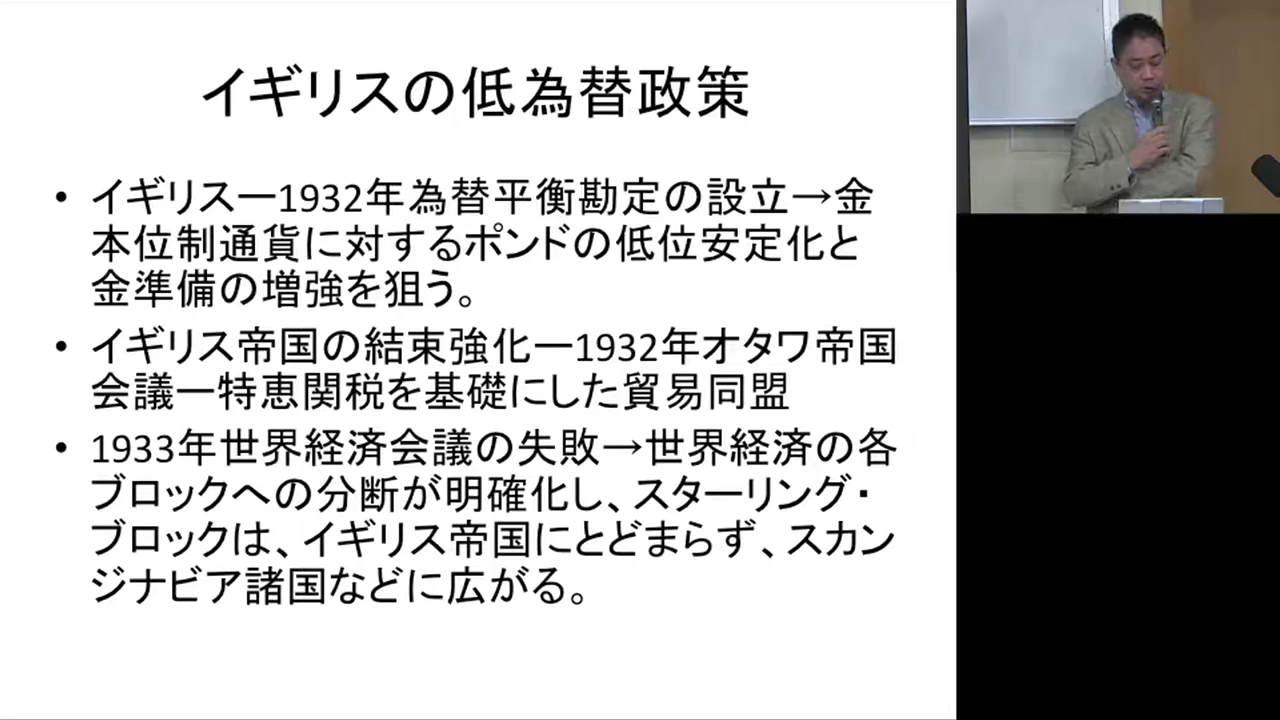 イギリスの低為替政策
• イギリス―1932年為替平衡勘定の設立→金
本位制通貨に対するポンドの低位安定化と
金準備の増強を狙う。
• イギリス帝国の結束強化―1932年オタワ帝国
会議―特恵関税を基礎にした貿易同盟
• 1933年世界経済会議の失敗→世界経済の各
ブロックへの分断が明確化し、スターリング・
ブロックは、イギリス帝国にとどまらず、スカン
ジナビア諸国などに広がる。